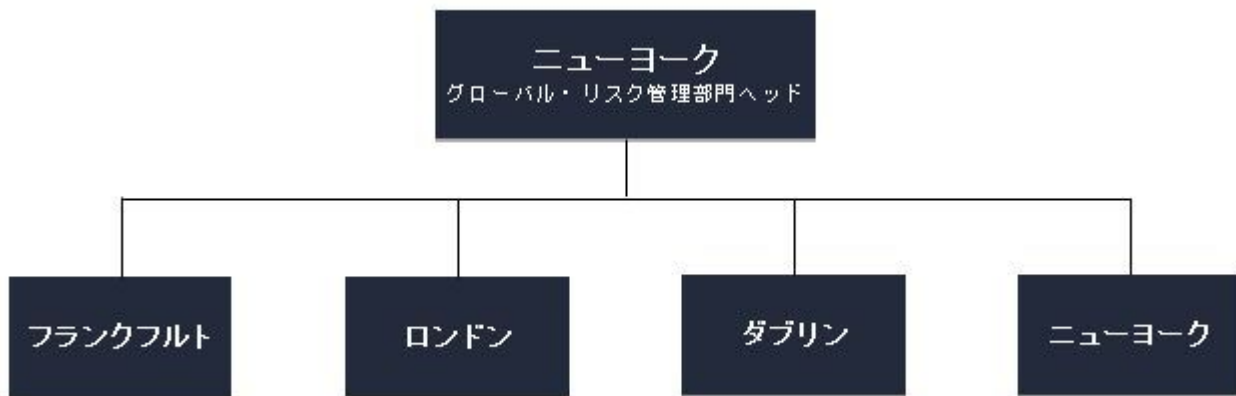 ニューヨーク
グローバル・リスク管理部門ヘッド
フランクフルト
ロンドン
ダブリン
ニューヨーク